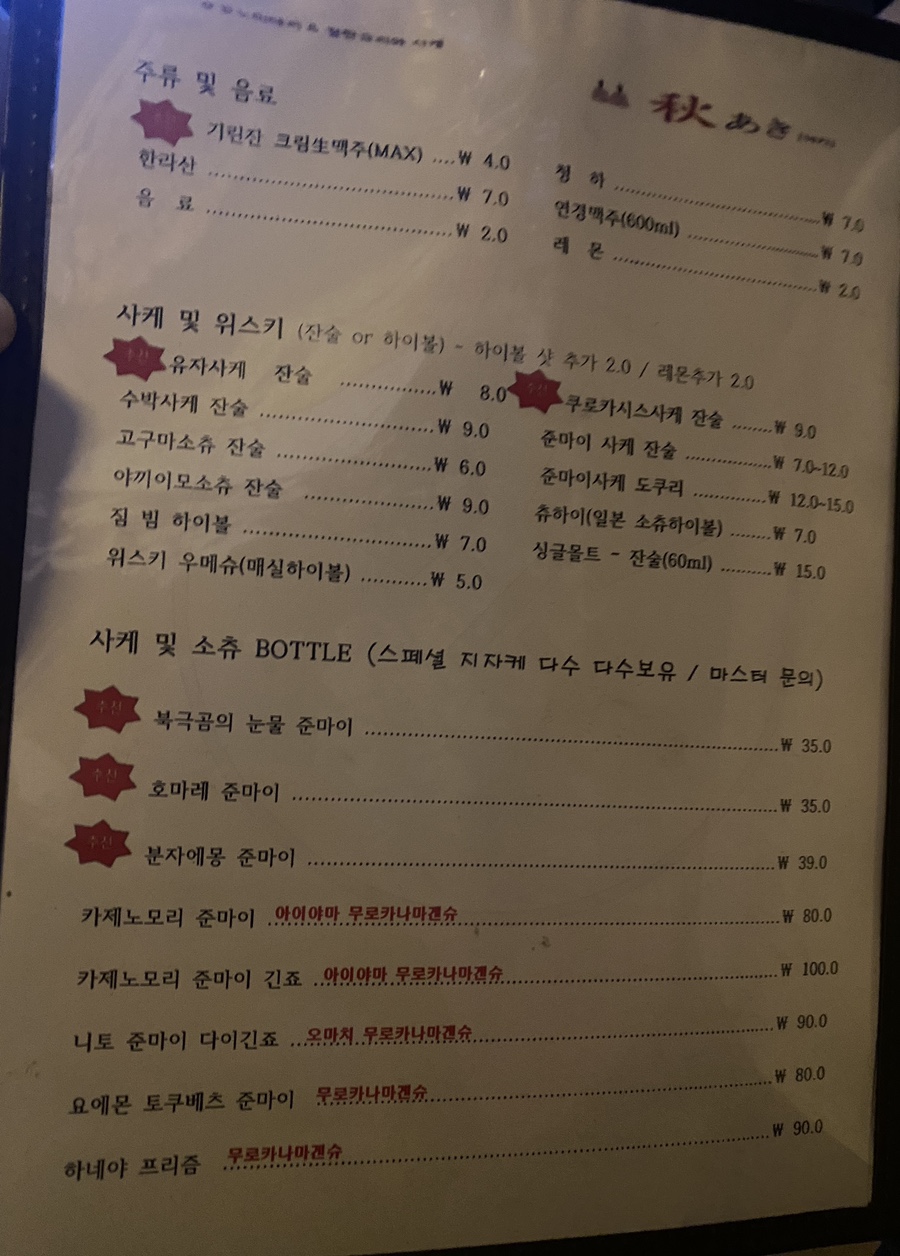 秋 あき
주류 및 음료
기린잔 크림生맥주(MAX) ....₩ 4.0
한라산 ........................................₩ 7.0
음 료 ........................................₩ 2.0
청 하 ........................................₩ 7.0
연경맥주(600ml) ........................₩ 7.0
레 몬 ........................................₩ 2.0
사케 및 위스키 (잔술 or 하이볼) - 하이볼 샷 추가 2.0 / 레몬추가 2.0
추천 유자사케 잔술 ................₩ 8.0
수박사케 잔술 ............................₩ 9.0
고구마소츄 잔술 .........................₩ 6.0
야끼이모소츄 잔술 .....................₩ 9.0
짐 빔 하이볼 ..............................₩ 7.0
위스키 우메슈(매실하이볼) ..........₩ 5.0
추천 쿠로카시스사케 잔술 ........₩ 9.0
준마이 사케 잔술 .................₩ 7.0~12.0
준마이사케 도쿠리 ..............₩ 12.0~15.0
츄하이(일본 소츄하이볼) ........₩ 7.0
싱글몰트 - 잔술(60ml) ..........₩ 15.0
사케 및 소츄 BOTTLE (스페셜 지자케 다수 다수보유 / 마스터 문의)
추천 북극곰의 눈물 준마이 ........................................₩ 35.0
추천 호마레 준마이 ........................................₩ 35.0
추천 분자에몽 준마이 ........................................₩ 39.0
카제노모리 준마이 아이야마 무로카나마겐슈 ........................................₩ 80.0
카제노모리 준마이 긴죠 ...아이야마 무로카나마겐슈 ........................................₩ 100.0
니토 준마이 다이긴죠 ...오마치 무로카나마겐슈 ........................................₩ 90.0
요에몬 토쿠베츠 준마이 무로카나마겐슈 ........................................₩ 80.0
하네야 프리즘 무로카나마겐슈 ........................................₩ 90.0